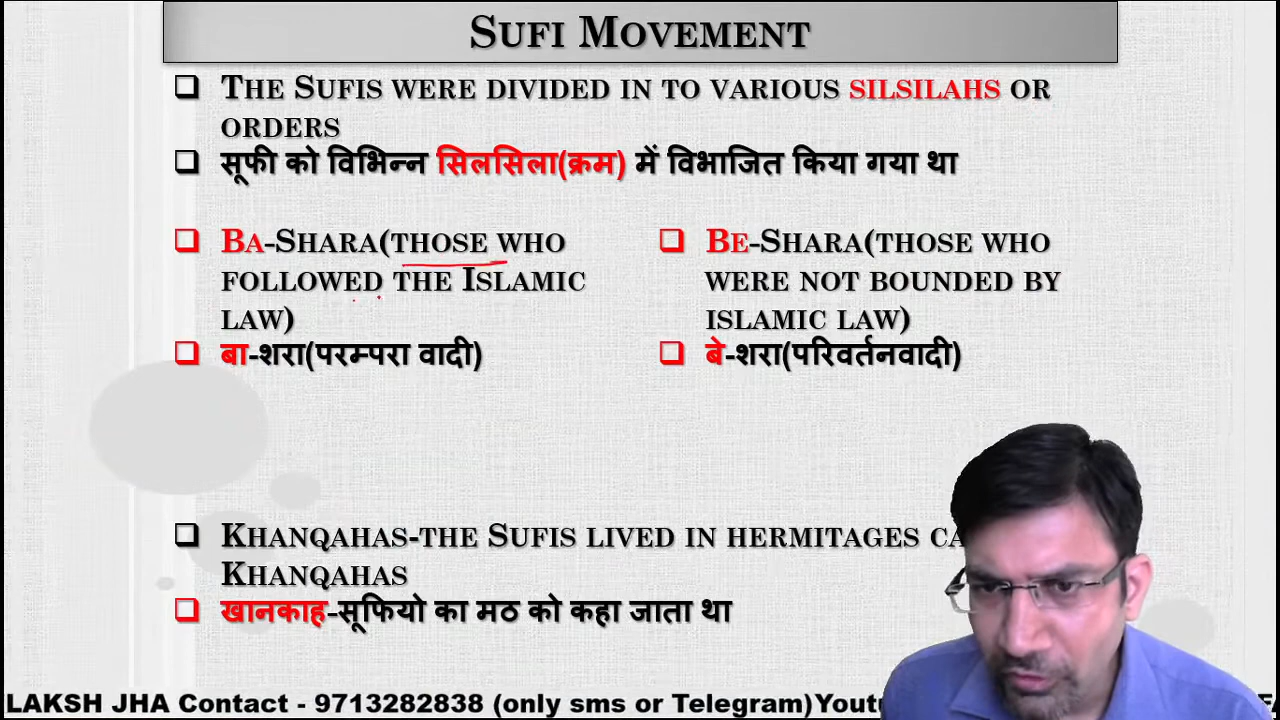 SUFI MOVEMENT
THE SUFIS WERE DIVIDED IN TO VARIOUS SILSILAHS OR
ORDERS
सूफी को विभिन्न सिलसिला(क्रम) में विभाजित किया गया था
BA-SHARA(THOSE WHO
FOLLOWED THE ISLAMIC
LAW)
बा-शरा(परम्परा वादी)
BE-SHARA(THOSE WHO
WERE NOT BOUNDED BY
ISLAMIC LAW)
बे-शरा(परिवर्तनवादी)
KHANQAHAS-THE SUFIS LIVED IN HERMITAGES
KHANQAHAS
खानकाह-सूफियो का मठ को कहा जाता था
LAKSH JHA Contact - 9713282838 (only sms or Telegram)